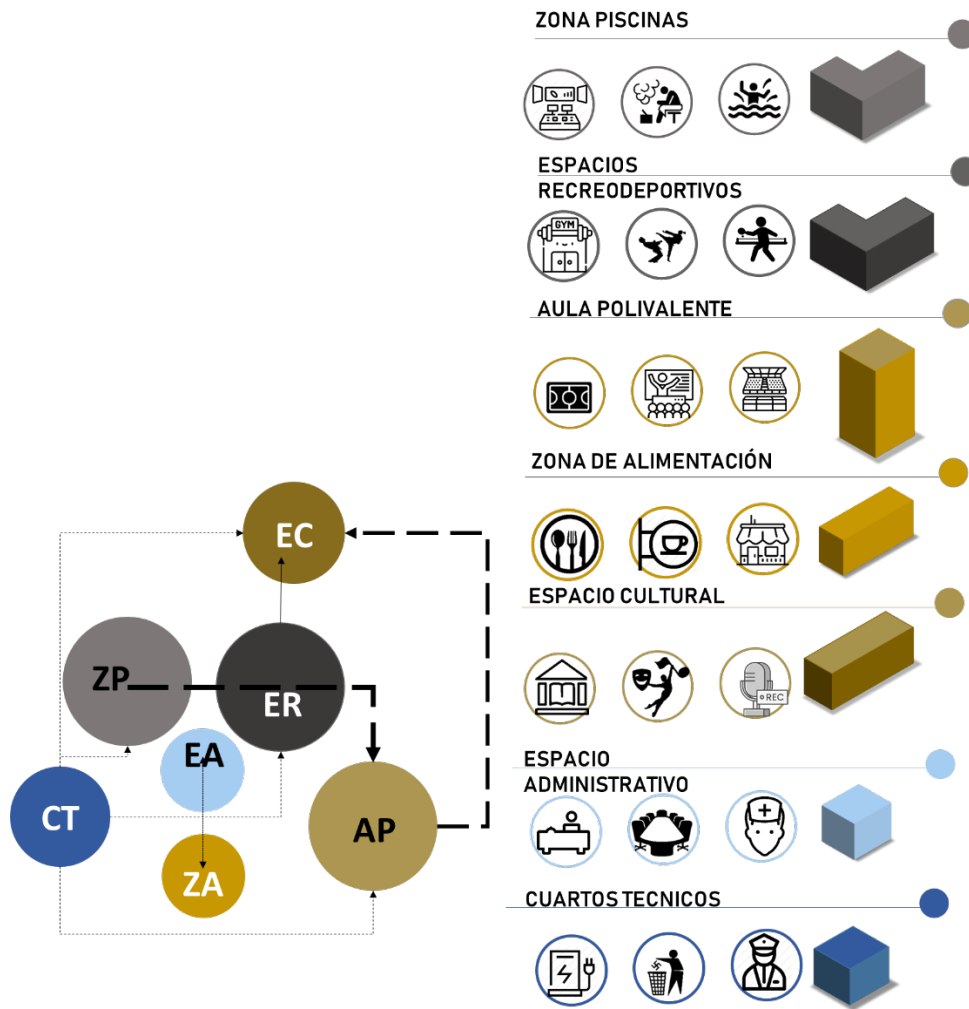 ZONA PISCINAS
ESPACIOS
RECREODEPORTIVOS
GYM
AULA POLIVALENTE
ZONA DE ALIMENTACIÓN
ESPACIO CULTURAL
REC
ESPACIO
ADMINISTRATIVO
CUARTOS TECNICOS
EC
ZP
ER
EA
CT
AP
ZA